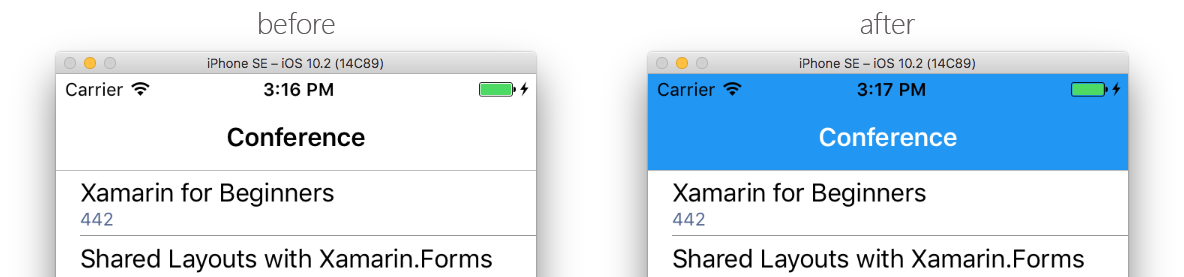 before
iPhone SE – iOS 10.2 (14C89)
Carrier 3:16 PM
Conference
Xamarin for Beginners
442
Shared Layouts with Xamarin.Forms
after
iPhone SE – iOS 10.2 (14C89)
Carrier 3:17 PM
Conference
Xamarin for Beginners
442
Shared Layouts with Xamarin.Forms